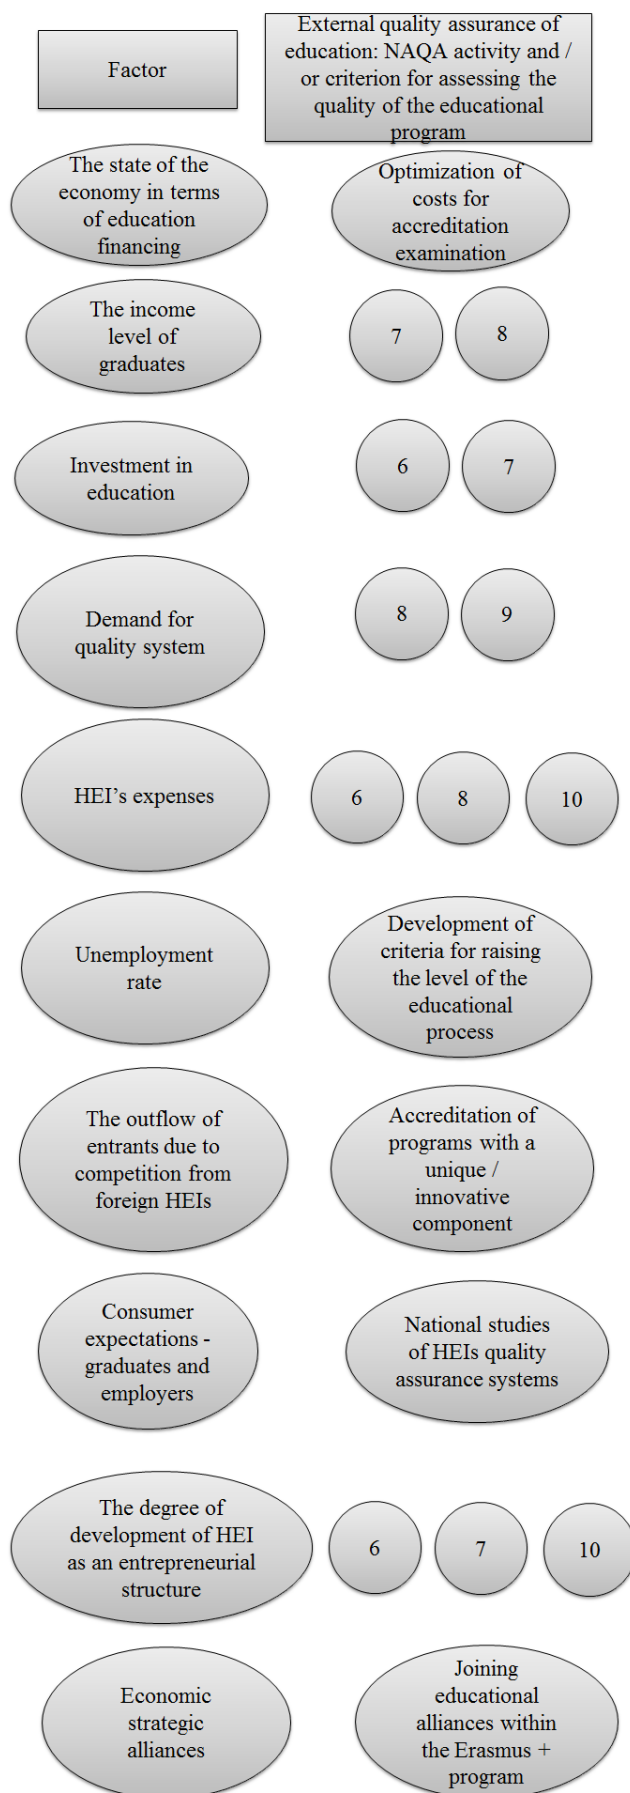 Factor
External quality assurance of
education: NAQA activity and /
or criterion for assessing the
quality of the educational
program
The state of the
economy in terms
of education
financing
Optimization of
costs for
accreditation
examination
The income
level of
graduates
7
8
Investment in
education
6
7
Demand for
quality system
8
9
HEI’s expenses
6
8
10
Unemployment
rate
Development of
criteria for raising
the level of the
educational
process
The outflow of
entrants due to
competition from
foreign HEIs
Accreditation of
programs with a
unique /
innovative
component
Consumer
expectations -
graduates and
employers
National studies
of HEIs quality
assurance systems
The degree of
development of HEI
as an entrepreneurial
structure
6
7
10
Economic
strategic
alliances
Joining
educational
alliances within
the Erasmus +
program